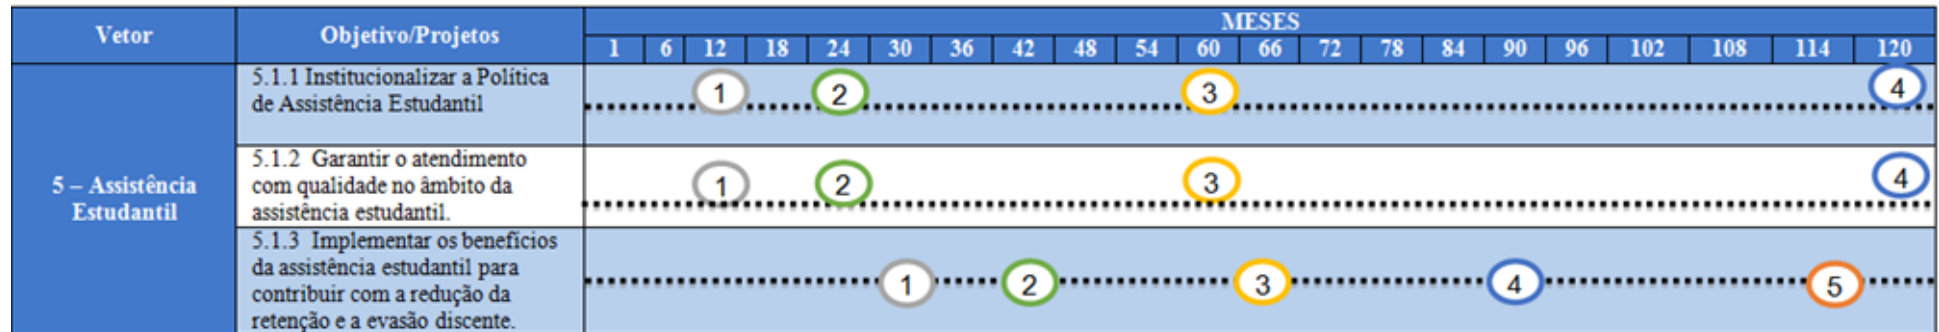 Vetor
Objetivo/Projetos
MESES
1 6 12 18 24 30 36 42 48 54 60 66 72 78 84 90 96 102 108 114 120
5 – Assistência
Estudantil
5.1.1 Institucionalizar a Política
de Assistência Estudantil
1 2 3 4
5.1.2 Garantir o atendimento
com qualidade no âmbito da
assistência estudantil.
1 2 3 4
5.1.3 Implementar os benefícios
da assistência estudantil para
contribuir com a redução da
retenção e a evasão discente.
1 2 3 4 5